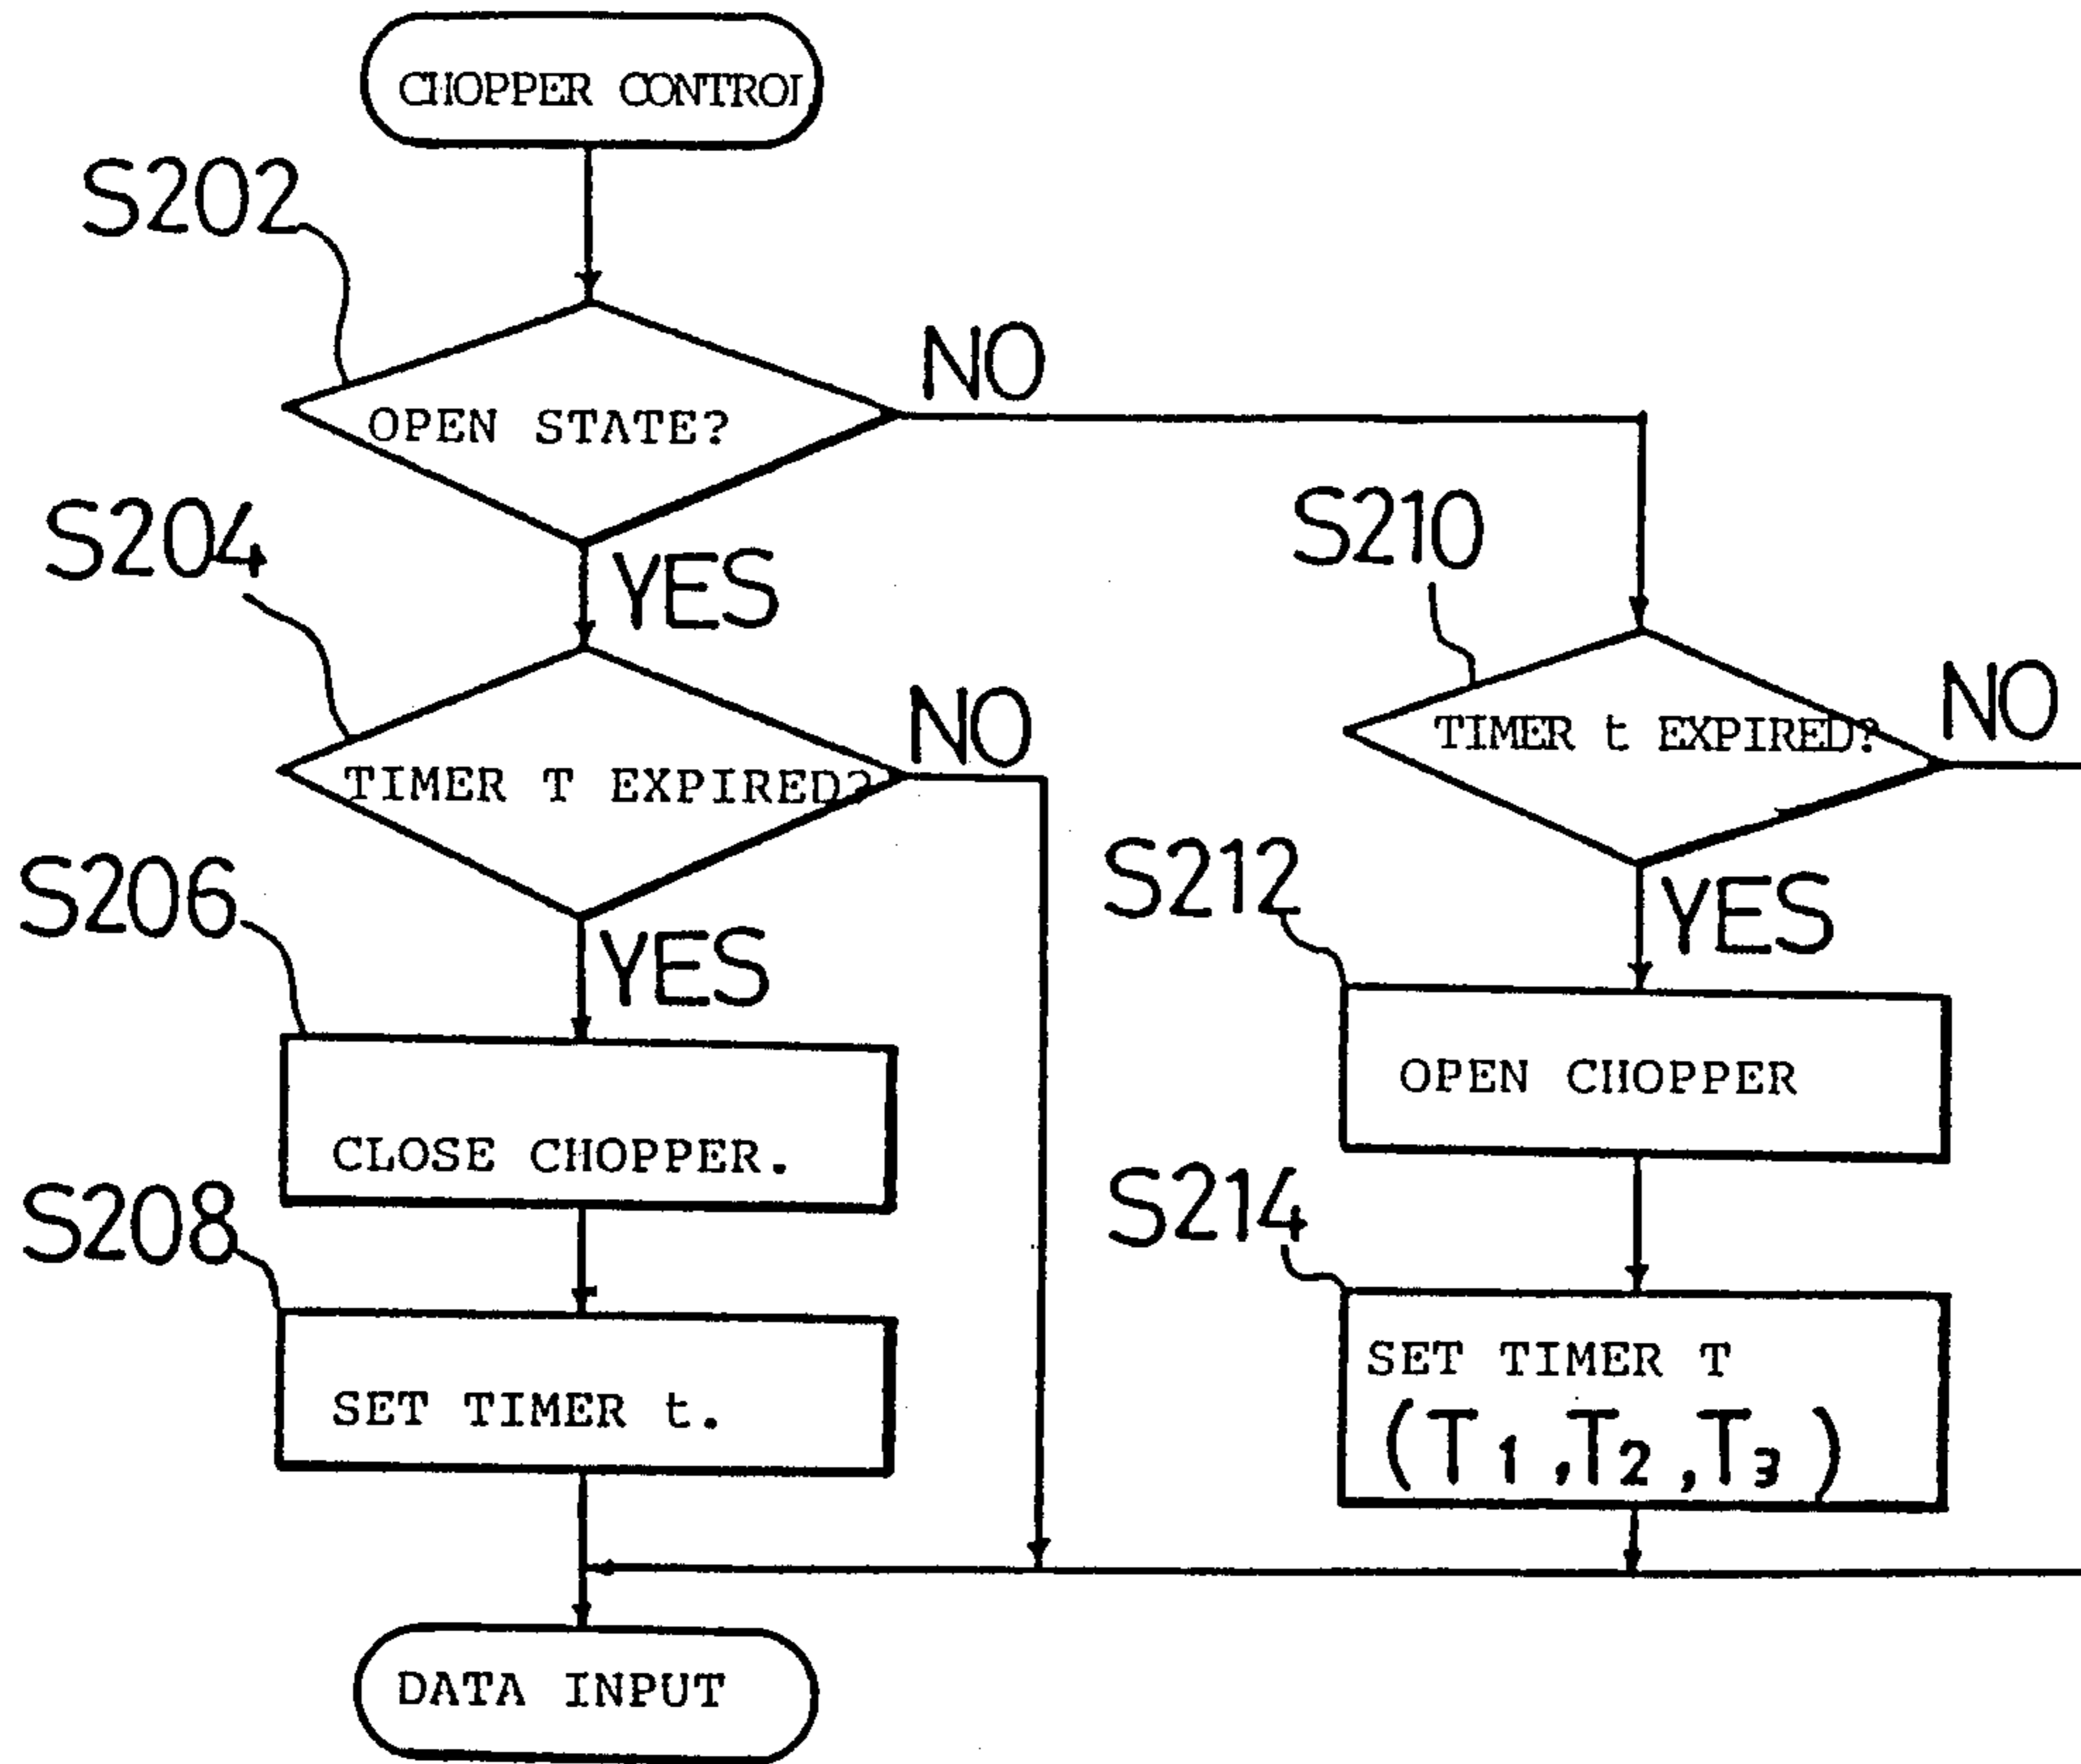 CHOPPER CONTROL
S202
OPEN STATE?
NO
YES
S204
TIMER T EXPIRED?
NO
YES
S206
CLOSE CHOPPER.
S208
SET TIMER t.
S210
TIMER t EXPIRED?
NO
YES
S212
OPEN CHOPPER
S214
SET TIMER T
(T1,T2,T3)
DATA INPUT